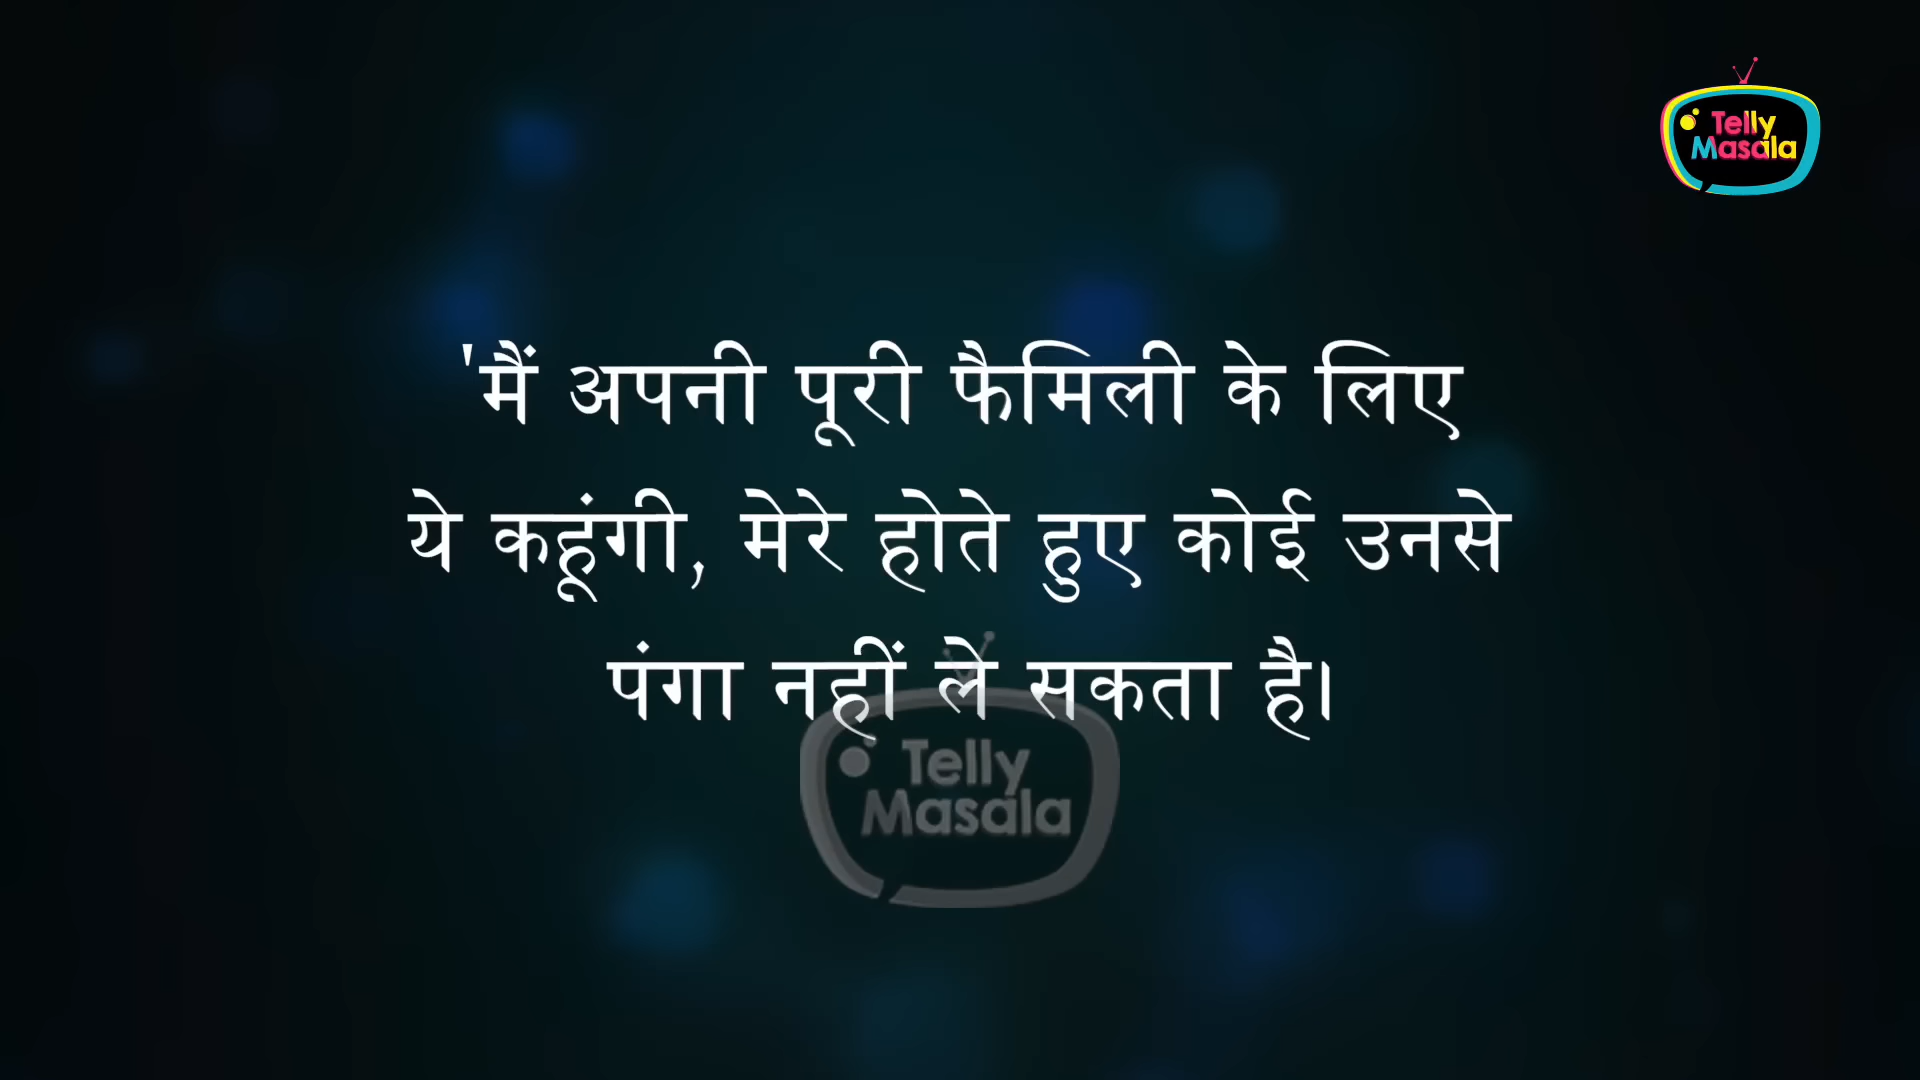 Telly
Masala
'मैं अपनी पूरी फैमिली के लिए
ये कहूंगी, मेरे होते हुए कोई उनसे
पंगा नहीं ले सकता है।
Telly
Masala